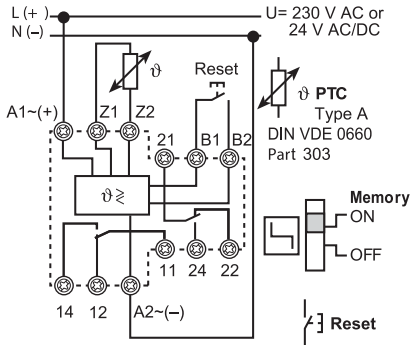 L (+)
N (–)
U= 230 V AC or
24 V AC/DC
ϑ
Reset
ϑ PTC
Type A
DIN VDE 0660
Part 303
A1~(+) Z1 Z2
21 B1 B2
ϑ≷
Memory
ON
OFF
11 24 22
14 12 A2~(–)
Reset